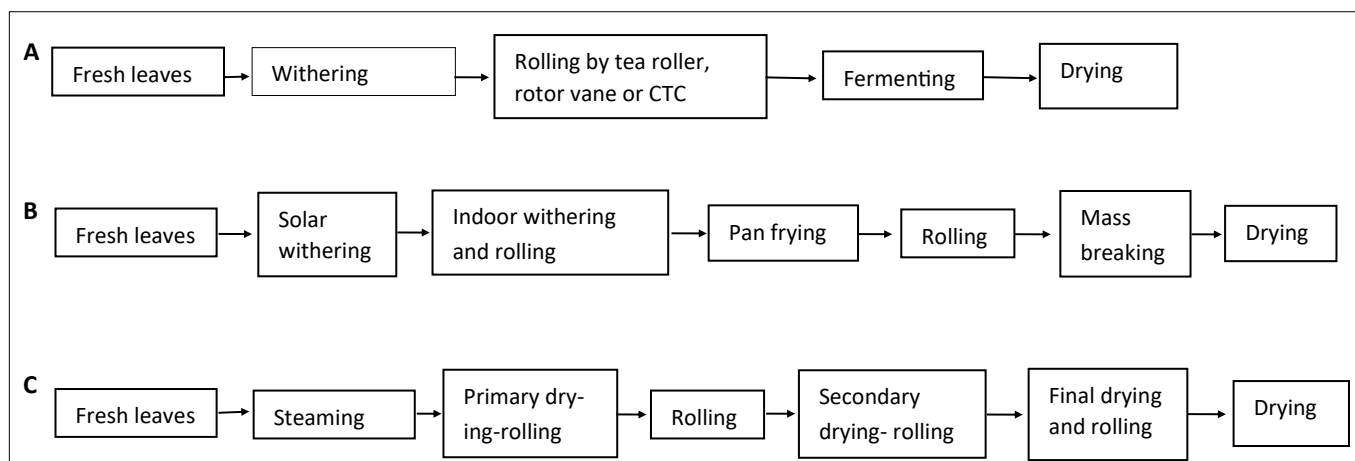 A
Fresh leaves
Withering
Rolling by tea roller,
rotor vane or CTC
Fermenting
Drying
B
Fresh leaves
Solar
withering
Indoor withering
and rolling
Pan frying
Rolling
Mass
breaking
Drying
C
Fresh leaves
Steaming
Primary dry-
ing-rolling
Rolling
Secondary
drying- rolling
Final drying
and rolling
Drying